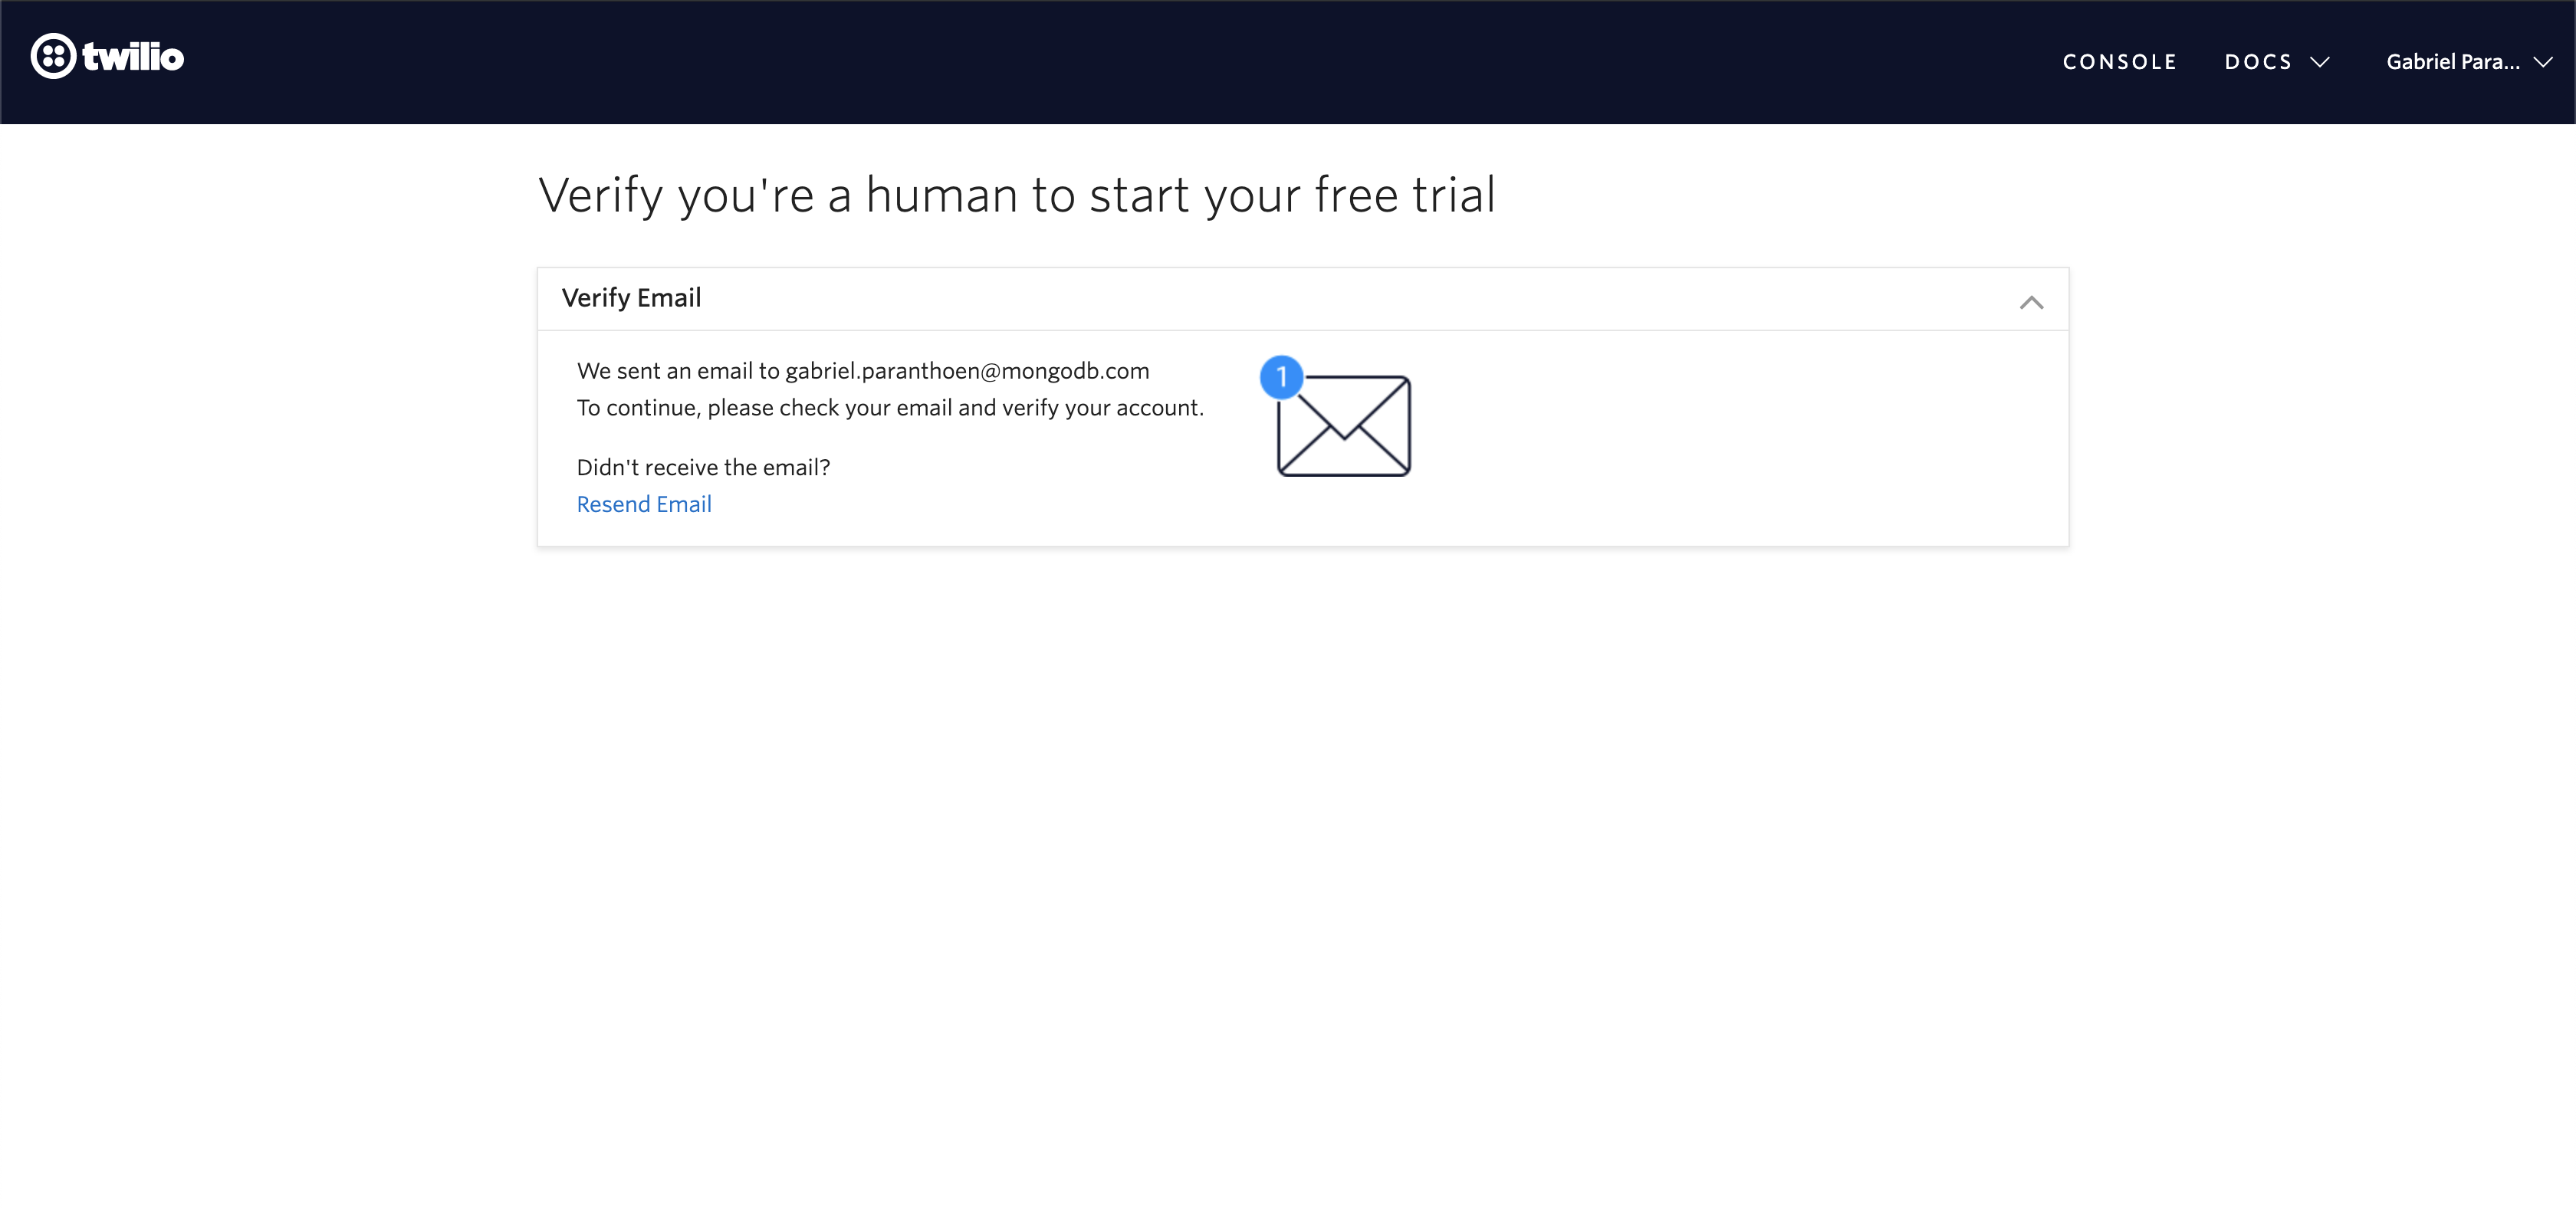 twilio
CONSOLE
DOCS
Gabriel Para...
Verify you're a human to start your free trial
Verify Email
We sent an email to gabriel.paranthoen@mongodb.com
To continue, please check your email and verify your account.
1
Didn't receive the email?
Resend Email